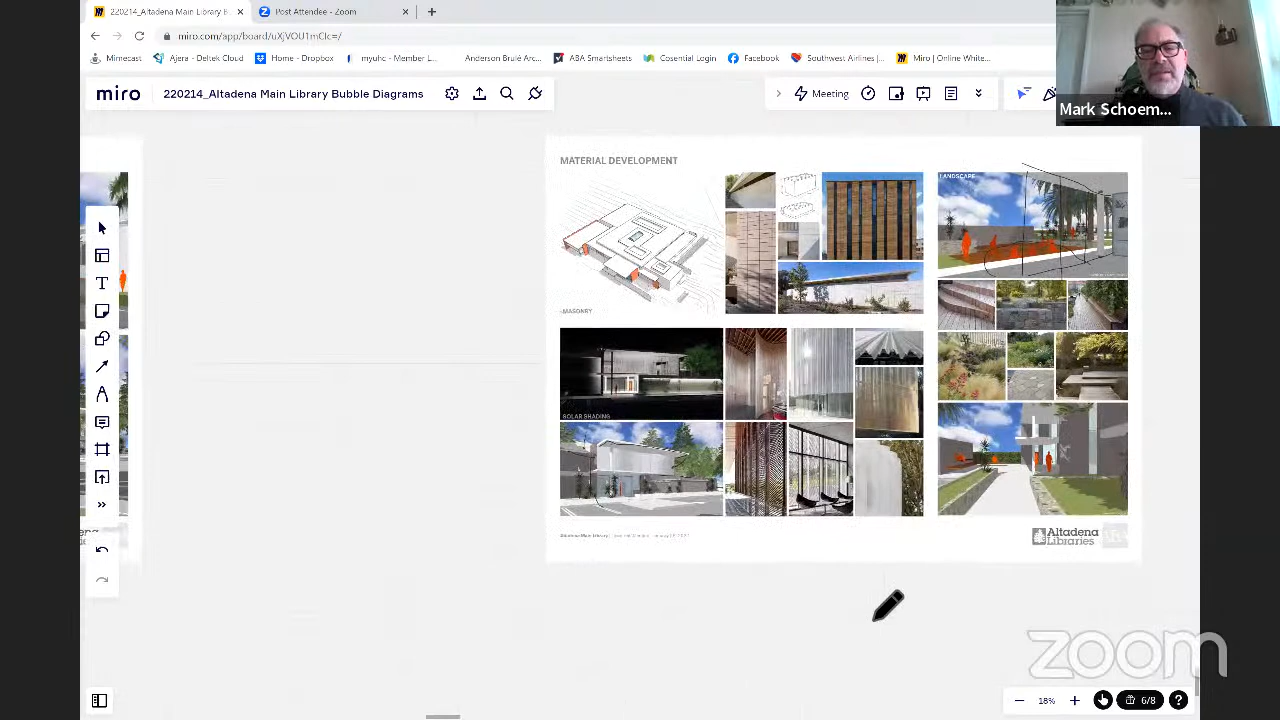 220214_Altadena Main Library B
Post Attendee - Zoom
miro.com/app/board/uXjVOU1mCIc=/
Mimecast
Ajera - Deltek Cloud
Home - Dropbox
myuhc - Member L...
Anderson Brulé Arc...
ABA Smartsheets
Cosential Login
Facebook
Southwest Airlines |...
Miro | Online White...
miro
220214_Altadena Main Library Bubble Diagrams
Meeting
Mark Schoem...
MATERIAL DEVELOPMENT
LANDSCAPE
MASONRY
SOLAR SHADING
Altadena
Libraries
zoom
18%
6/8
?